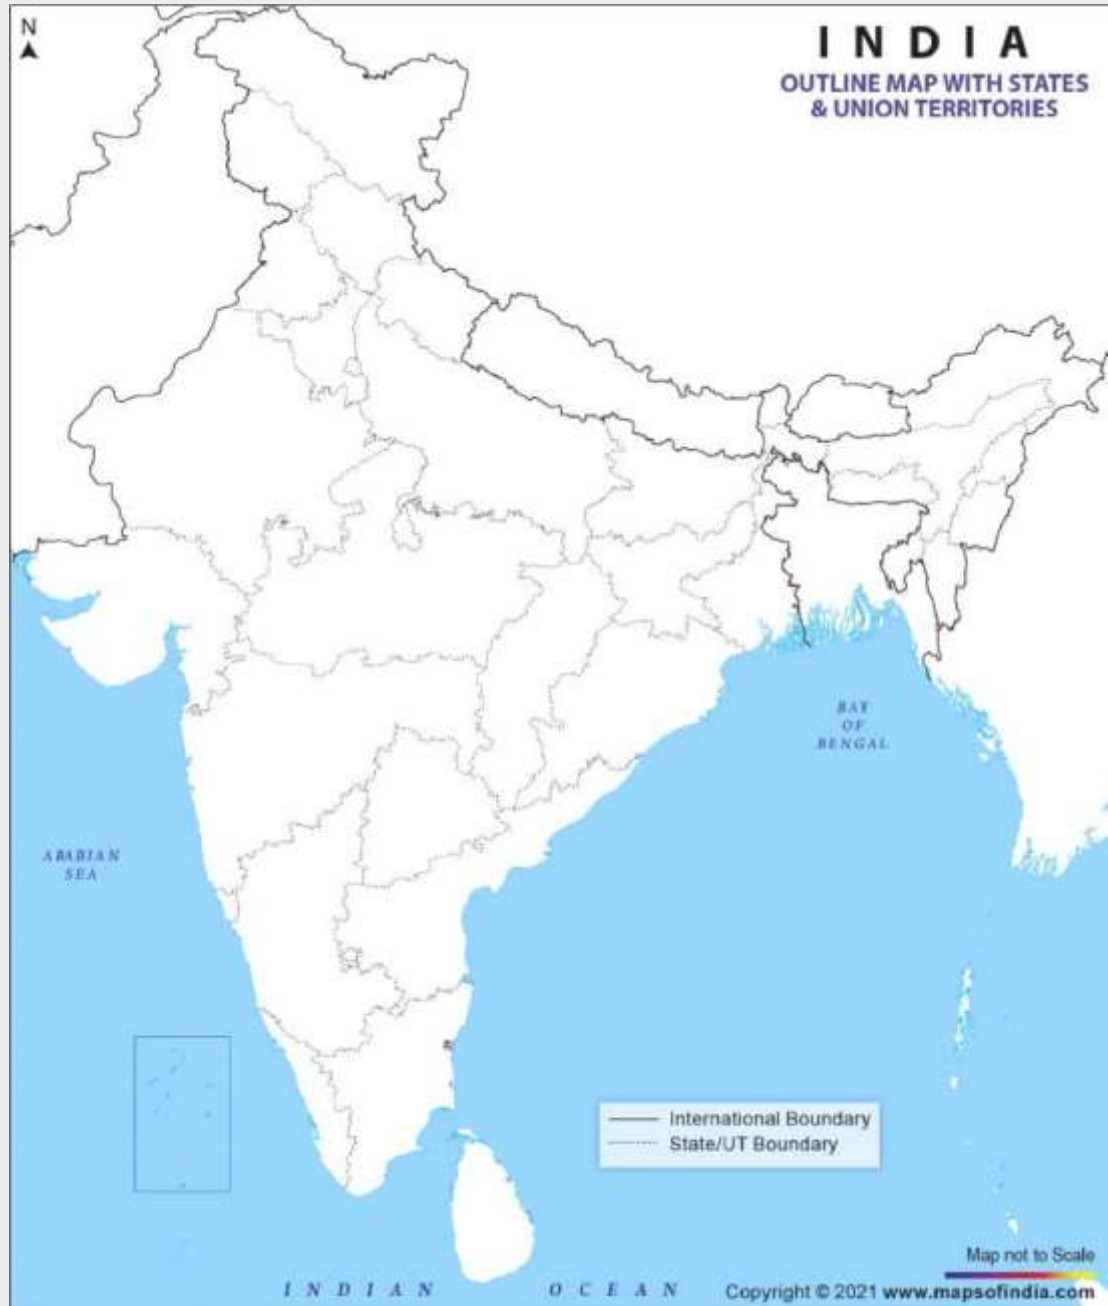 N
INDIA
OUTLINE MAP WITH STATES
& UNION TERRITORIES
BAY
OF
BENGAL
ARABIAN
SEA
International Boundary
State/UT Boundary
Map not to Scale
INDIAN OCEAN
Copyright © 2021 www.mapsofindia.com